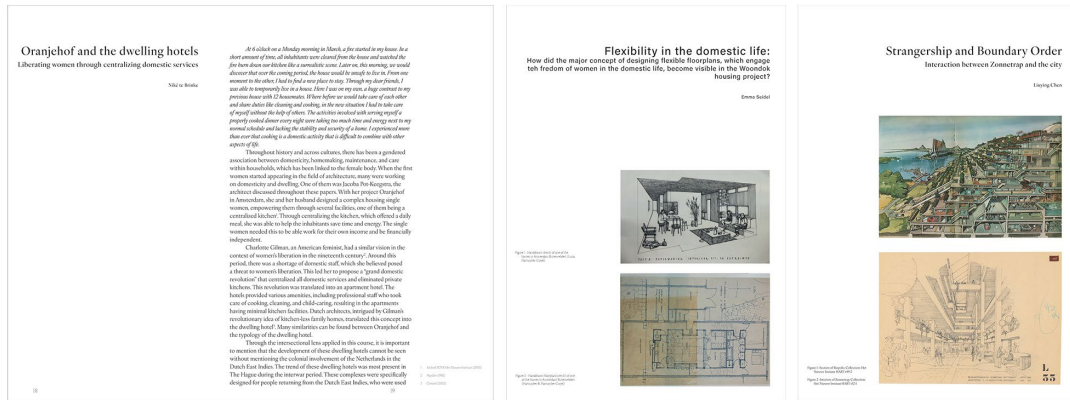 Oranjehof and the dwelling hotels
Liberating women through centralizing domestic services
Nike te Brinke
At 6 o'clock on a Monday morning in March, a fire started in my house. In a
short amount of time, all inhabitants were cleared from the house and watched the
fire burn down our kitchen like a surrealistic scene. Later on, this morning, we would
discover that over the coming period, the house would be unsafe to live in. From one
moment to the other, I had to find a new place to stay. Through my dear friends, I
was able to temporarily live in a house. Here I was on my own, a huge contrast to my
previous house with 12 housemates. Where before we would take care of each other
and share duties like cleaning and cooking, in the new situation I had to take care
of myself without the help of others. The activities involved with serving myself a
properly cooked dinner every night were taking too much time and energy next to my
normal schedule and lacking the stability and security of a home. I experienced more
than ever that cooking is a domestic activity that is difficult to combine with other
aspects of life.
Throughout history and across cultures, there has been a gendered
association between domesticity, homemaking, maintenance, and care
within households, which has been linked to the female body. When the first
women started appearing in the field of architecture, many were working
on domesticity and dwelling. One of them was Jacoba Pot-Keegstra, the
architect discussed throughout these papers. With her project Oranjehof
in Amsterdam, she and her husband designed a complex housing single
women, empowering them through several facilities, one of them being a
centralised kitchen¹. Through centralizing the kitchen, which offered a daily
meal, she was able to help the inhabitants save time and energy. The single
women needed this to be able work for their own income and be financially
independent.
Charlotte Gilman, an American feminist, had a similar vision in the
context of women's liberation in the nineteenth century². Around this
period, there was a shortage of domestic staff, which she believed posed
a threat to women's liberation. This led her to propose a "grand domestic
revolution" that centralized all domestic services and eliminated private
kitchens. This revolution was translated into an apartment hotel. The
hotels provided various amenities, including professional staff who took
care of cooking, cleaning, and child-caring, resulting in the apartments
having minimal kitchen facilities. Dutch architects, intrigued by Gilman's
revolutionary idea of kitchen-less family homes, translated this concept into
the dwelling hotel³. Many similarities can be found between Oranjehof and
the typology of the dwelling hotel.
Through the intersectional lens applied in this course, it is important
to mention that the development of these dwelling hotels cannot be seen
without mentioning the colonial involvement of the Netherlands in the
Dutch East Indies. The trend of these dwelling hotels was most present in
The Hague during the interwar period. These complexes were specifically
designed for people returning from the Dutch East Indies, who were used
Flexibility in the domestic life:
How did the major concept of designing flexible floorplans, which engage
teh fredom of women in the domestic life, become visible in the Woondok
housing project?
Emma Seidel
Strangership and Boundary Order
Interaction between Zonnetrap and the city
Linying Chen
L
55